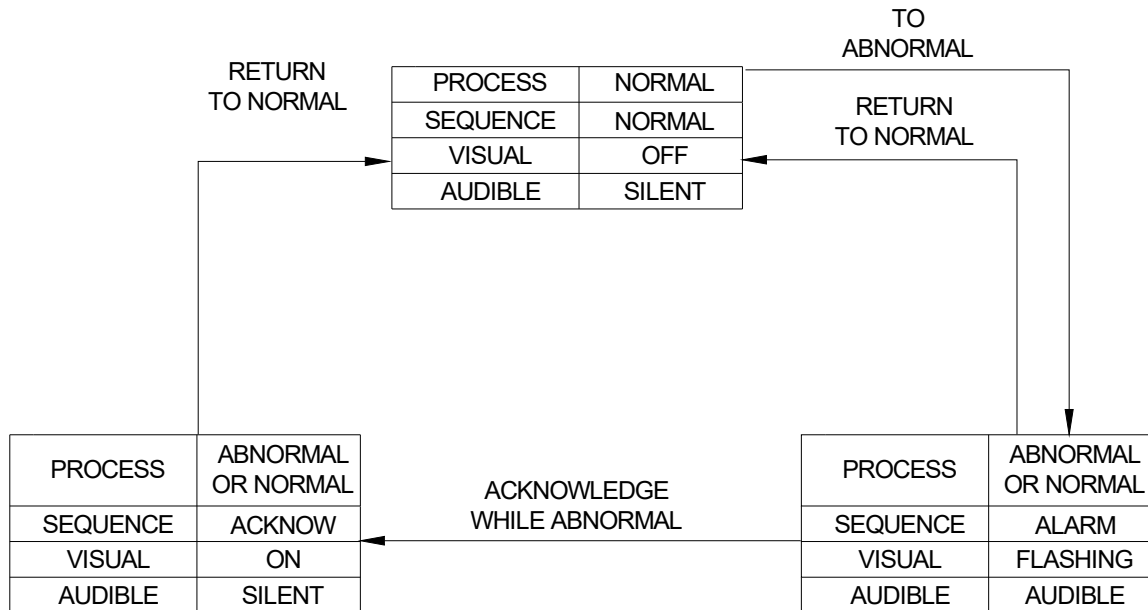 TO
ABNORMAL
RETURN
TO NORMAL
PROCESS NORMAL
SEQUENCE NORMAL
VISUAL OFF
AUDIBLE SILENT
RETURN
TO NORMAL
PROCESS
ABNORMAL
OR NORMAL
SEQUENCE ACKNOW
VISUAL ON
AUDIBLE SILENT
ACKNOWLEDGE
WHILE ABNORMAL
PROCESS
ABNORMAL
OR NORMAL
SEQUENCE ALARM
VISUAL FLASHING
AUDIBLE AUDIBLE